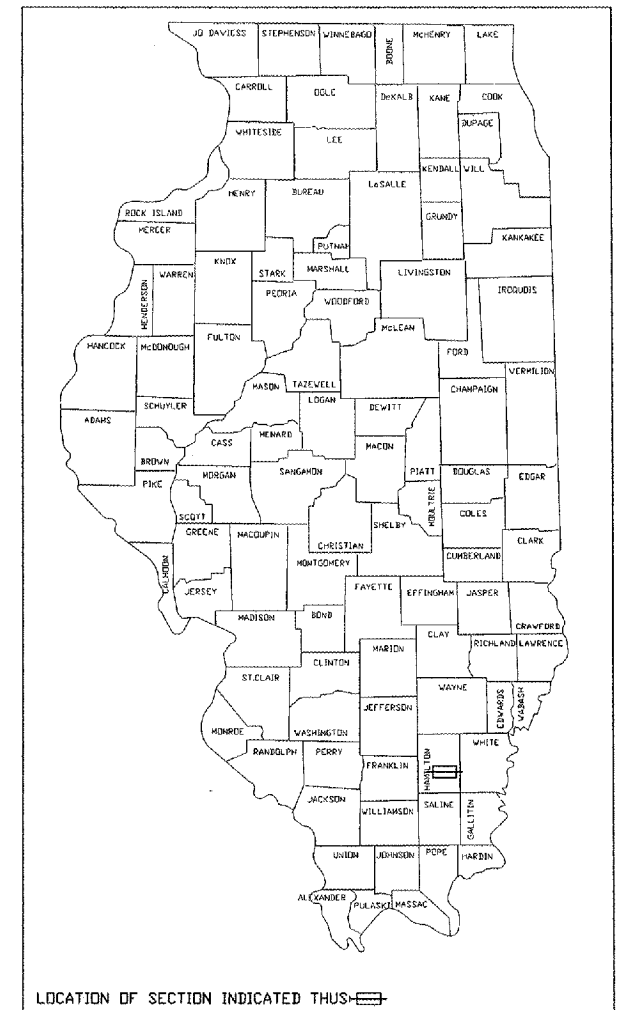 JO DAVIESS STEPHENSON WINNEBAGO BOONE McHENRY LAKE
CARROLL OGLE DeKALB KANE COOK
DUPAGE
WHITESIDE LEE
KENDALL WILL
HENRY BUREAU LaSALLE
ROCK ISLAND GRUNDY
MERCER PUTNAM KANKAKEE
KNOX STARK MARSHALL LIVINGSTON
HENDERSON WARREN PEORIA WOODFORD IROQUOIS
HANCOCK McDONOUGH FULTON McLEAN FORD
VERMILION
MASON TAZEWELL CHAMPAIGN
SCHUYLER LOGAN DEWITT
ADAMS CASS MENARD MACON
BROWN MORGAN SANGAMON PIATT DOUGLAS EDGAR
PIKE MOULTRIE
SCOTT SHELBY COLES
GREENE MACOUPIN CHRISTIAN CLARK
CALHOUN MONTGOMERY CUMBERLAND
JERSEY FAYETTE EFFINGHAM JASPER
MADISON BOND CRAWFORD
CLAY RICHLAND LAWRENCE
CLINTON MARION
ST.CLAIR WAYNE EDWARDS WABASH
JEFFERSON
MONROE WASHINGTON
RANDOLPH PERRY HAMILTON WHITE
FRANKLIN
JACKSON WILLIAMSON SALINE GALLITIN
UNION JOHNSON POPE HARDIN
ALEXANDER PULASKI MASSAC
LOCATION OF SECTION INDICATED THUS